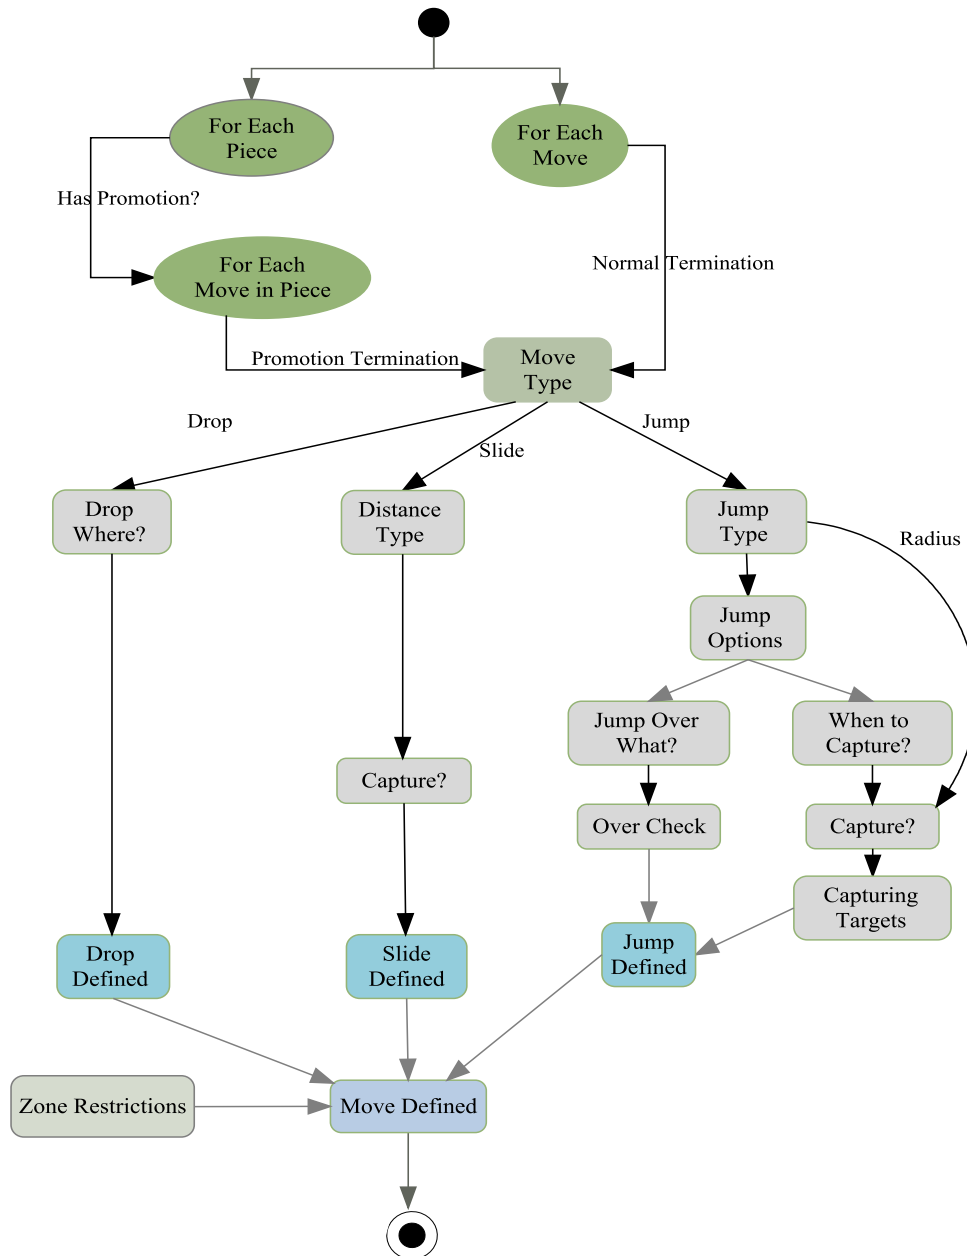 For Each
Piece
For Each
Move
Has Promotion?
For Each
Move in Piece
Normal Termination
Promotion Termination
Move
Type
Drop
Slide
Jump
Drop
Where?
Distance
Type
Jump
Type
Radius
Jump
Options
Jump Over
What?
When to
Capture?
Capture?
Over Check
Capture?
Capturing
Targets
Drop
Defined
Slide
Defined
Jump
Defined
Zone Restrictions
Move Defined